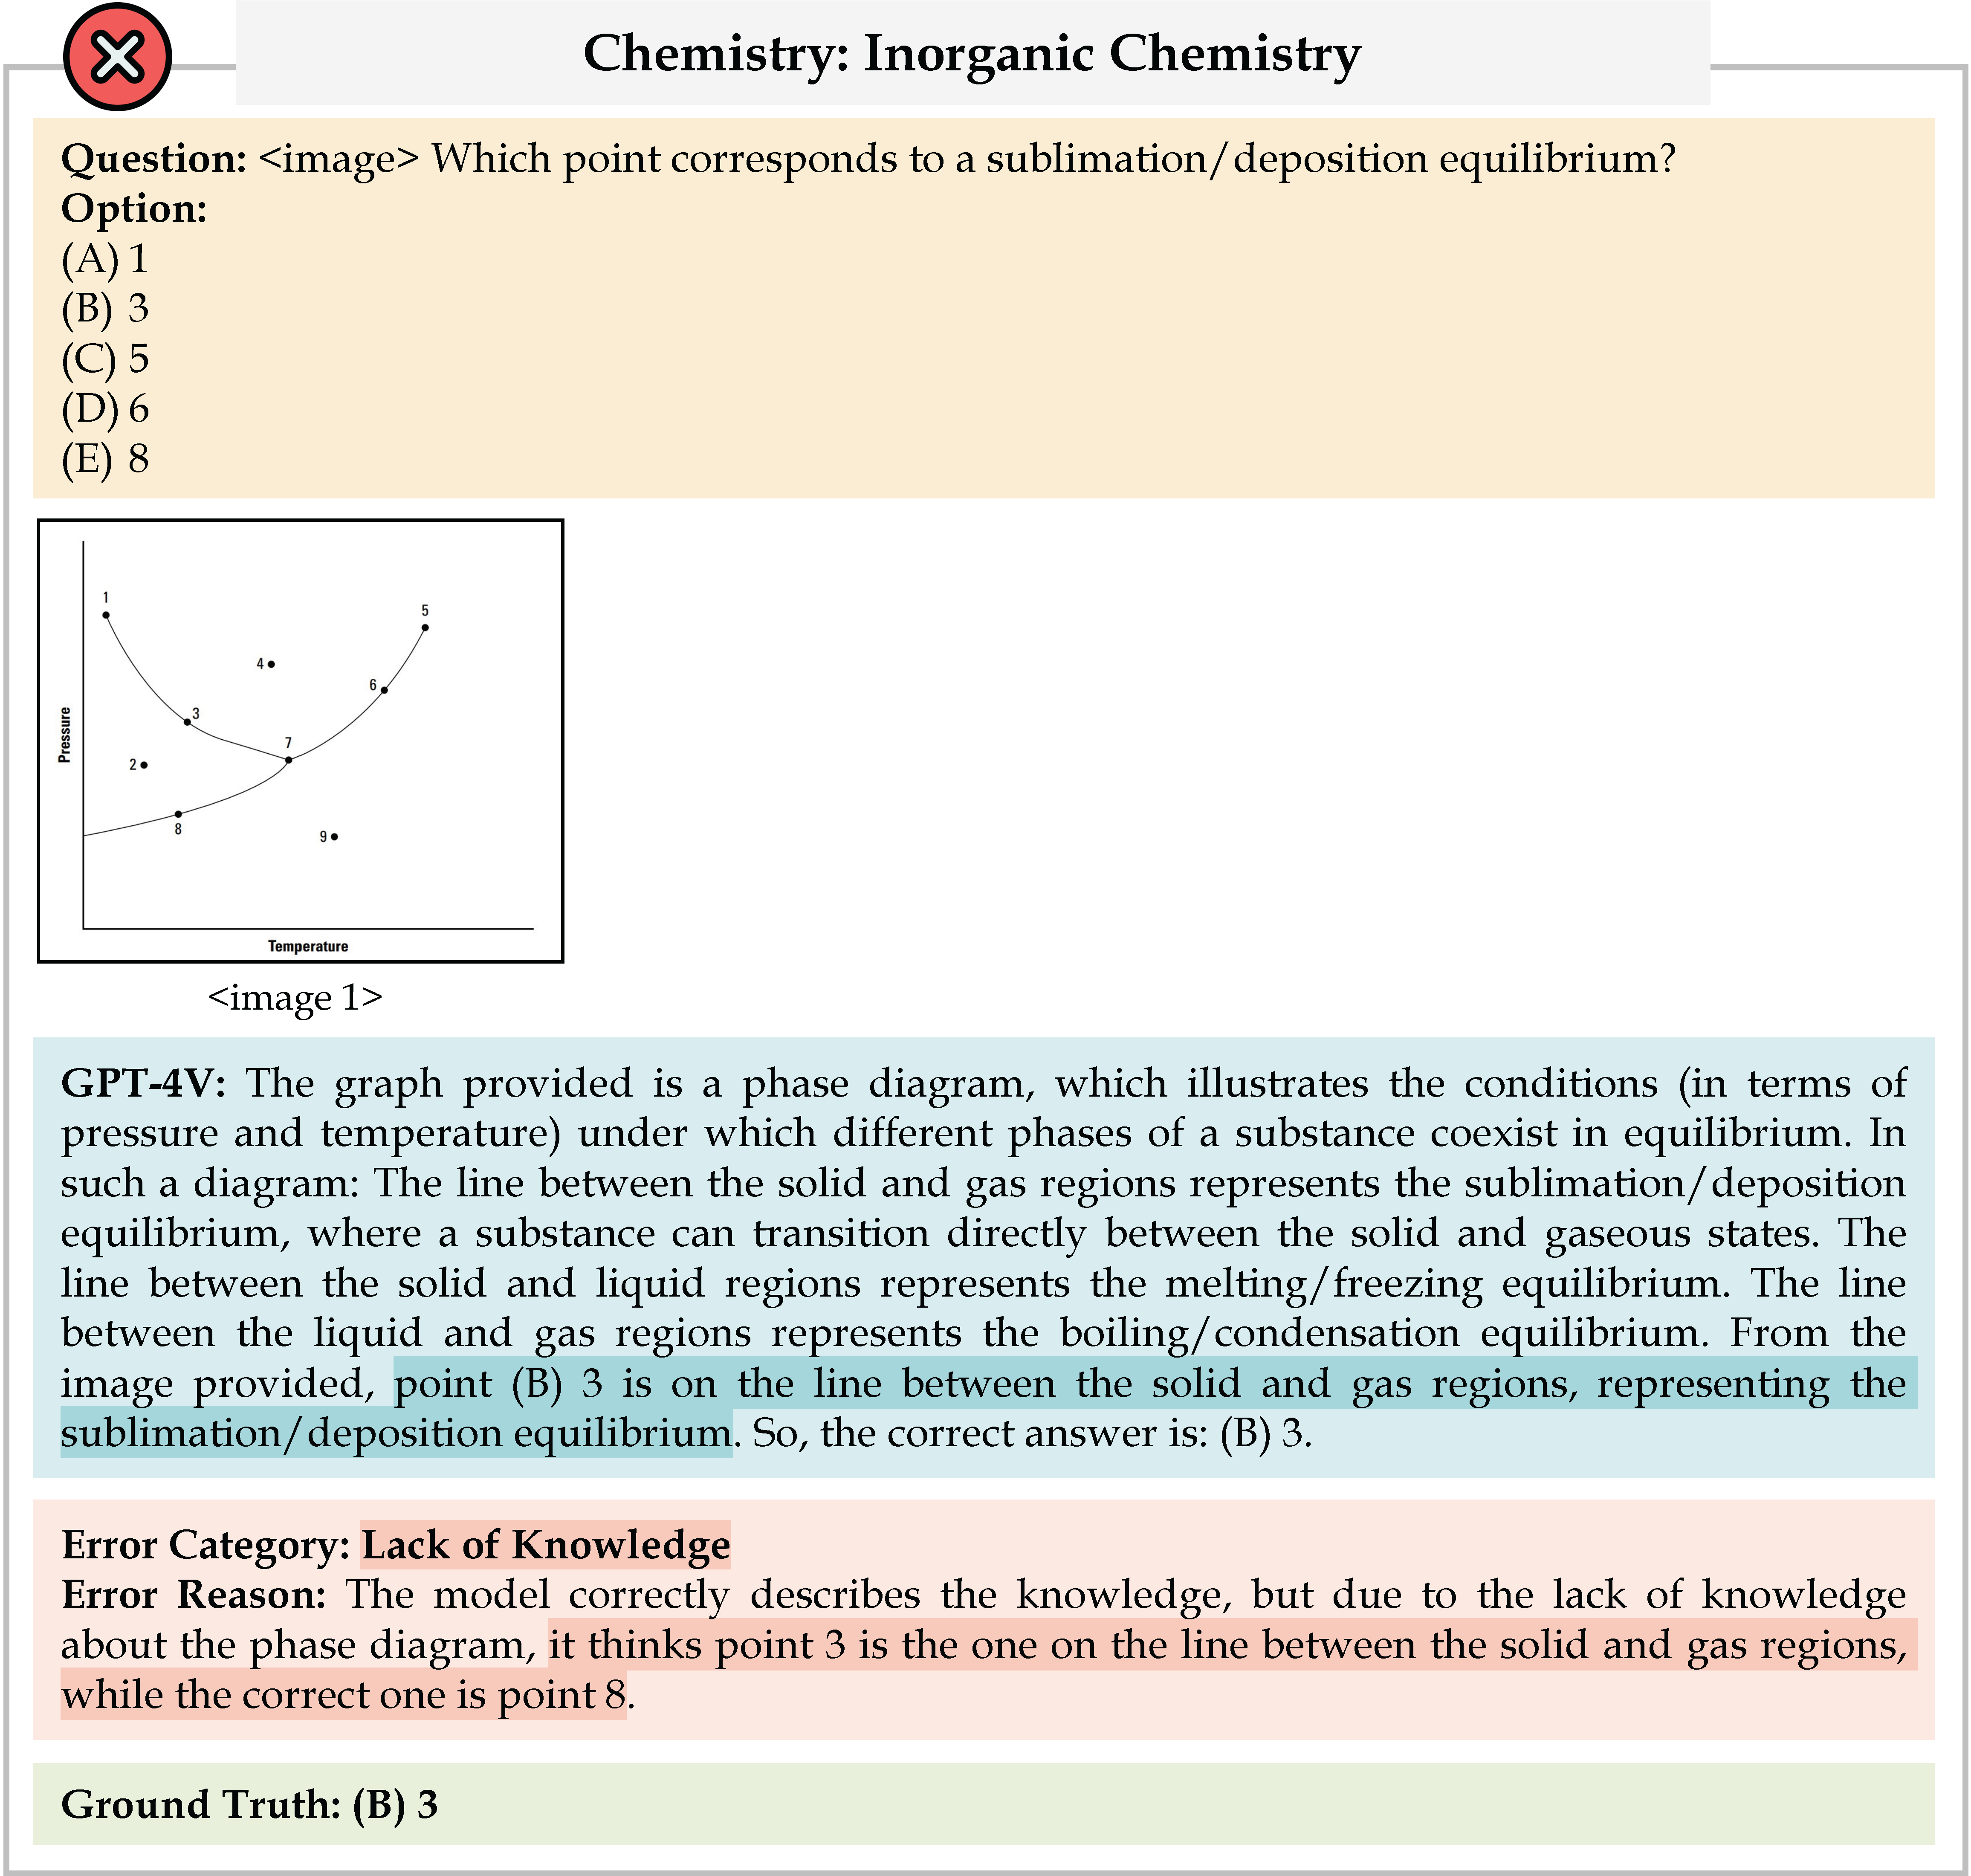 Chemistry: Inorganic Chemistry
Question: <image> Which point corresponds to a sublimation/deposition equilibrium?
Option:
(A) 1
(B) 3
(C) 5
(D) 6
(E) 8
1
5
4
6
3
7
2
8
9
Pressure
Temperature
<image 1>
GPT-4V: The graph provided is a phase diagram, which illustrates the conditions (in terms of
pressure and temperature) under which different phases of a substance coexist in equilibrium. In
such a diagram: The line between the solid and gas regions represents the sublimation/deposition
equilibrium, where a substance can transition directly between the solid and gaseous states. The
line between the solid and liquid regions represents the melting/freezing equilibrium. The line
between the liquid and gas regions represents the boiling/condensation equilibrium. From the
image provided, point (B) 3 is on the line between the solid and gas regions, representing the
sublimation/deposition equilibrium. So, the correct answer is: (B) 3.
Error Category: Lack of Knowledge
Error Reason: The model correctly describes the knowledge, but due to the lack of knowledge
about the phase diagram, it thinks point 3 is the one on the line between the solid and gas regions,
while the correct one is point 8.
Ground Truth: (B) 3